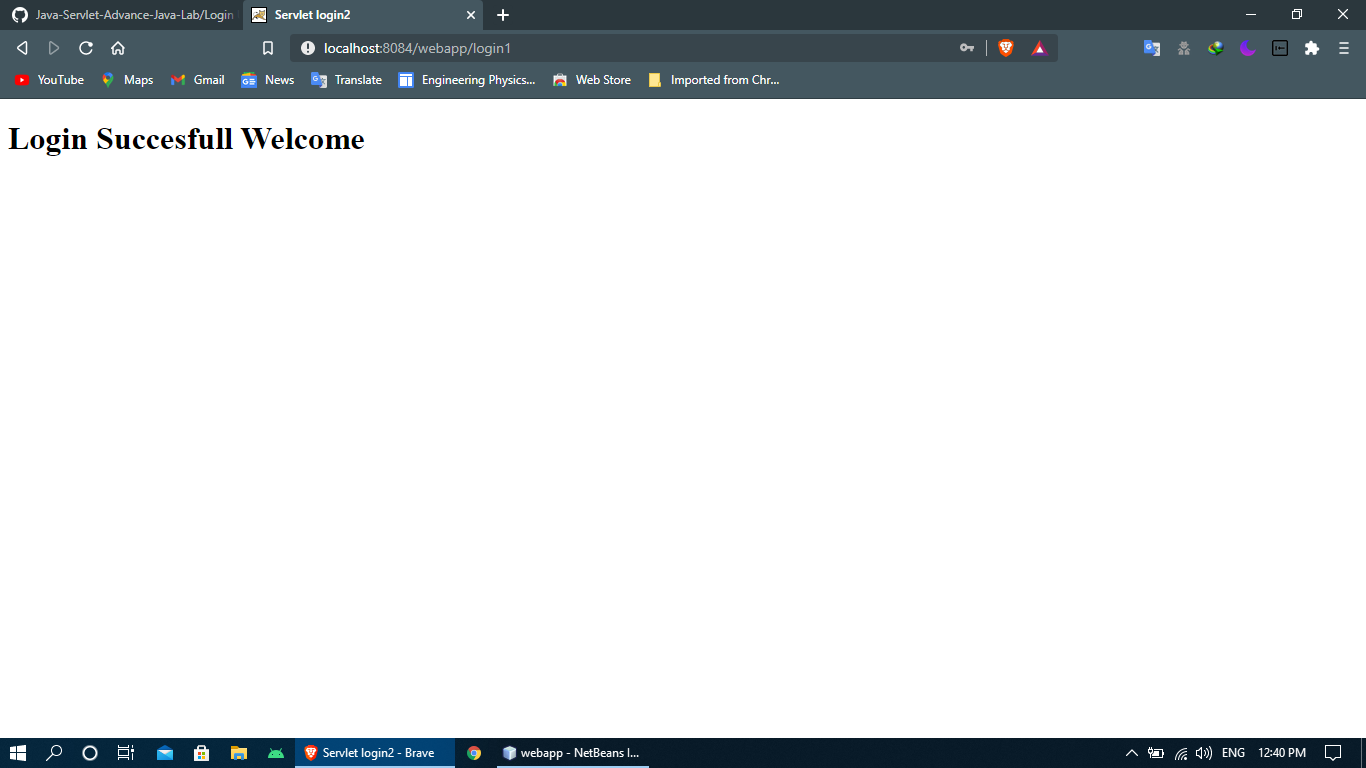 Java-Servlet-Advance-Java-Lab/Login
Servlet login2
localhost:8084/webapp/login1
YouTube Maps Gmail News Translate Engineering Physics... Web Store Imported from Chr...
Login Succesfull Welcome
Servlet login2 - Brave webapp - NetBeans I... ENG 12:40 PM